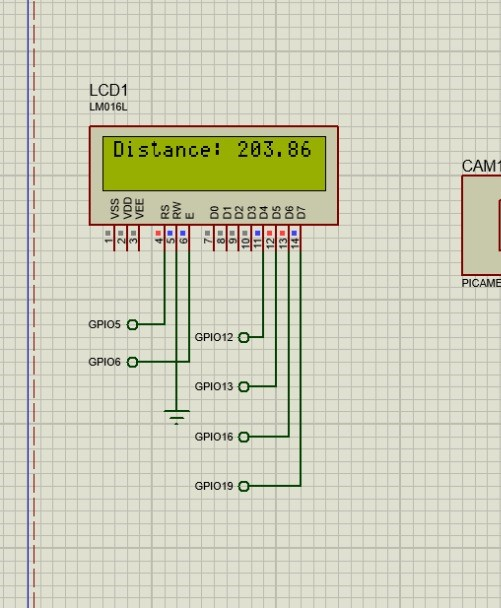 LCD1
LM016L
Distance: 203.86
VSS
VDD
VEE
RS
RW
E
D0
D1
D2
D3
D4
D5
D6
D7
1
2
3
4
5
6
7
8
9
10
11
12
13
14
GPIO5
GPIO6
GPIO12
GPIO13
GPIO16
GPIO19
CAM1
PICAME